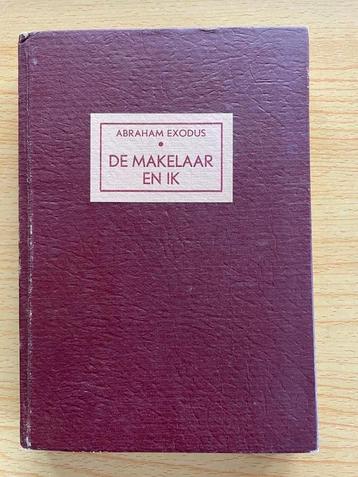 ABRAHAM EXODUS
•
DE MAKELAAR
EN IK